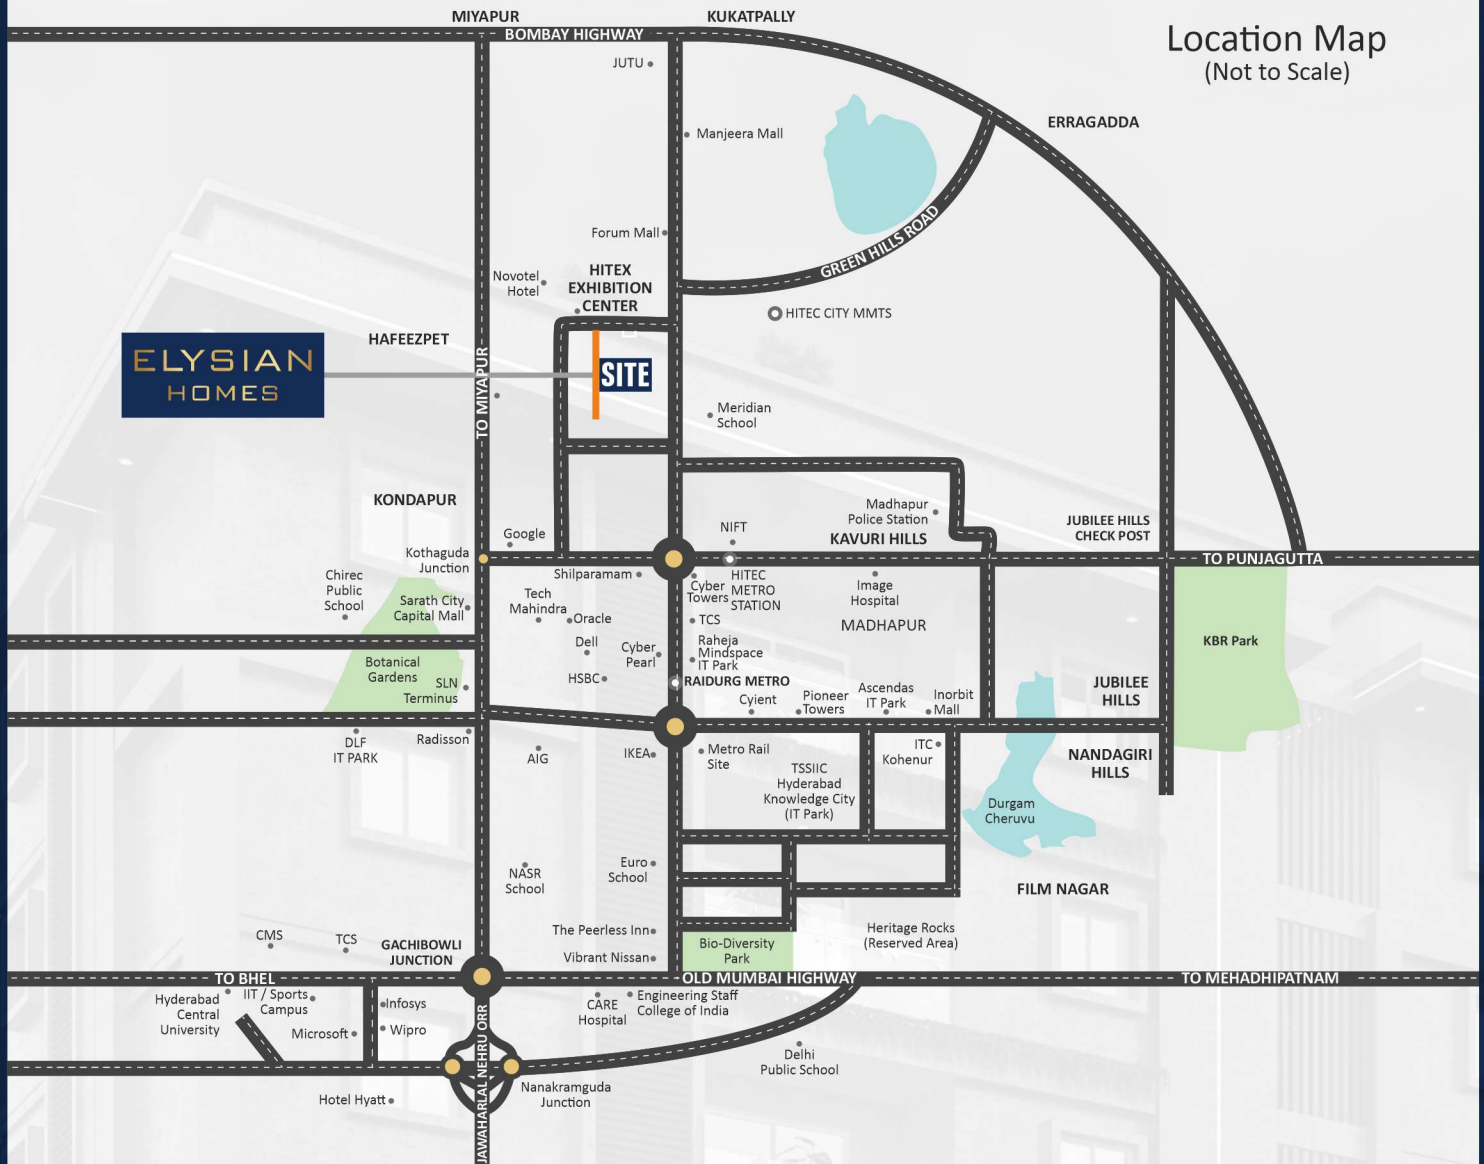 MIYAPUR
KUKATPALLY
BOMBAY HIGHWAY
Location Map
(Not to Scale)
JUTU
ERRAGADDA
Manjeera Mall
GREEN HILLS ROAD
Forum Mall
Novotel
Hotel
HITEX
EXHIBITION
CENTER
HITEC CITY MMTS
HAFEEZPET
ELYSIAN
HOMES
SITE
TO MIYAPUR
Meridian
School
KONDAPUR
Madhapur
Police Station
KAVURI HILLS
NIFT
JUBILEE HILLS
CHECK POST
Google
Kothaguda
Junction
TO PUNJAGUTTA
Chirec
Public
School
Shilparamam
Cyber
Towers
HITEC
METRO
STATION
Image
Hospital
Sarath City
Capital Mall
Tech
Mahindra
Oracle
TCS
MADHAPUR
KBR Park
Dell
Cyber
Pearl
Raheja
Mindspace
IT Park
Botanical
Gardens
SLN
Terminus
HSBC
RAIDURG METRO
Cyient
Pioneer
Towers
Ascendas
IT Park
Inorbit
Mall
JUBILEE
HILLS
DLF
IT PARK
Radisson
AIG
IKEA
Metro Rail
Site
ITC
Kohenur
NANDAGIRI
HILLS
TSSIIC
Hyderabad
Knowledge City
(IT Park)
Durgam
Cheruvu
NASR
School
Euro
School
FILM NAGAR
The Peerless Inn
Heritage Rocks
(Reserved Area)
CMS
TCS
GACHIBOWLI
JUNCTION
Vibrant Nissan
Bio-Diversity
Park
TO BHEL
OLD MUMBAI HIGHWAY
TO MEHADHIPATNAM
Hyderabad
Central
University
IIT / Sports
Campus
Infosys
Microsoft
Wipro
CARE
Hospital
Engineering Staff
College of India
JAWAHARLAL NEHRU ORR
Delhi
Public School
Hotel Hyatt
Nanakramguda
Junction